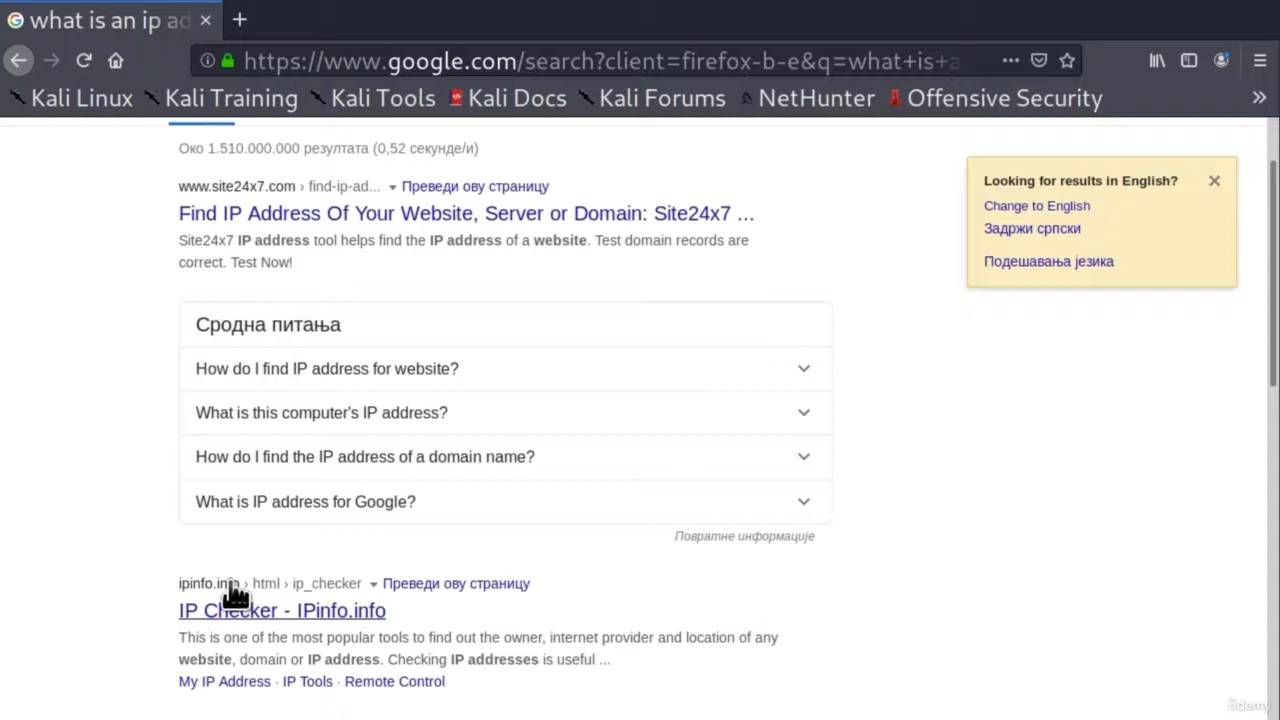 what is an ip ad
https://www.google.com/search?client=firefox-b-e&q=what+is+a
Kali Linux Kali Training Kali Tools Kali Docs Kali Forums NetHunter Offensive Security
Око 1.510.000.000 резултата (0,52 секунде/и)
www.site24x7.com › find-ip-ad... Преведи ову страницу
Find IP Address Of Your Website, Server or Domain: Site24x7 ...
Site24x7 IP address tool helps find the IP address of a website. Test domain records are
correct. Test Now!
Looking for results in English?
Change to English
Задржи српски
Подешавања језика
Сродна питања
How do I find IP address for website?
What is this computer's IP address?
How do I find the IP address of a domain name?
What is IP address for Google?
Повратне информације
ipinfo.info › html › ip_checker Преведи ову страницу
IP Checker - IPinfo.info
This is one of the most popular tools to find out the owner, internet provider and location of any
website, domain or IP address. Checking IP addresses is useful ...
My IP Address · IP Tools · Remote Control
ûdemy